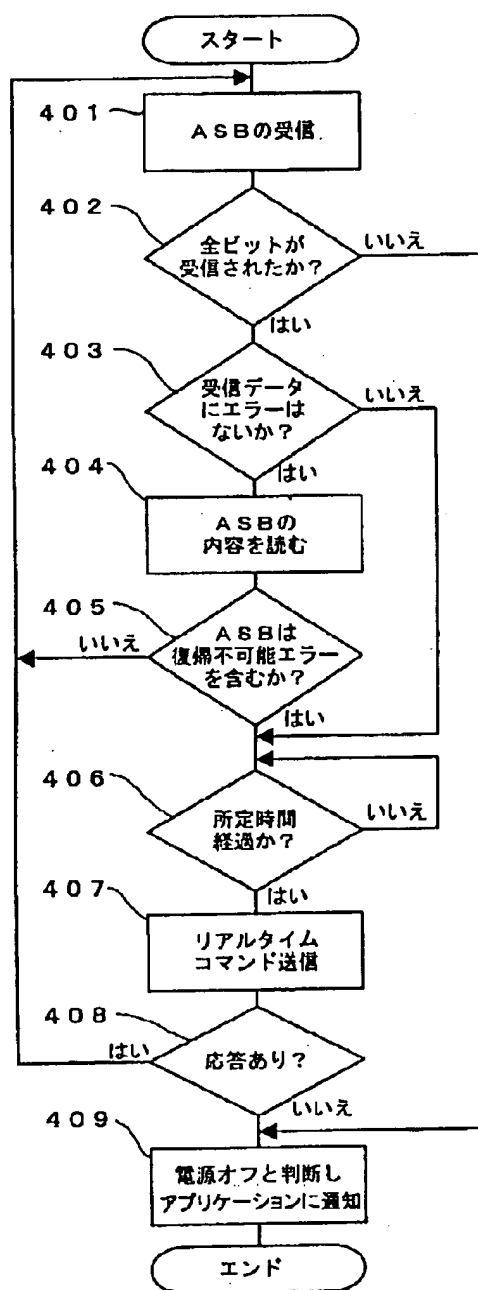 スタート
401
ASBの受信
402
全ビットが
受信されたか?
いいえ
はい
403
受信データ
にエラーは
ないか?
いいえ
はい
404
ASBの
内容を読む
405
いいえ
ASBは
復帰不可能エラー
を含むか?
はい
406
所定時間
経過か?
いいえ
はい
407
リアルタイム
コマンド送信
408
はい
応答あり?
いいえ
409
電源オフと判断し
アプリケーションに通知
エンド